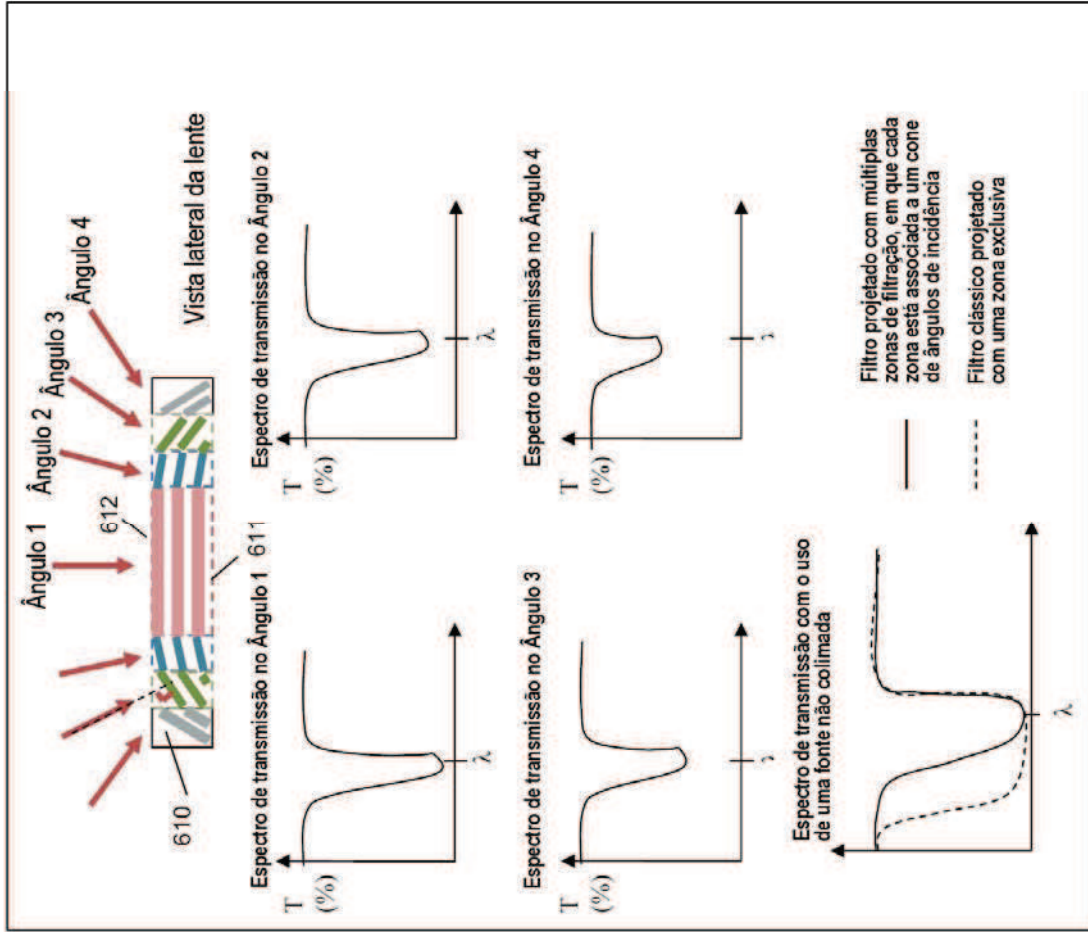 Ângulo 1
Ângulo 2
Ângulo 3
Ângulo 4
612
610
611
Vista lateral da lente
Espectro de transmissão no Ângulo 1
T
(%)
λ
Espectro de transmissão no Ângulo 2
T
(%)
λ
Espectro de transmissão no Ângulo 3
T
(%)
λ
Espectro de transmissão no Ângulo 4
T
(%)
λ
Espectro de transmissão com o uso
de uma fonte não colimada
λ
Filtro projetado com múltiplas
zonas de filtração, em que cada
zona está associada a um cone
de ângulos de incidência
Filtro clássico projetado
com uma zona exclusiva